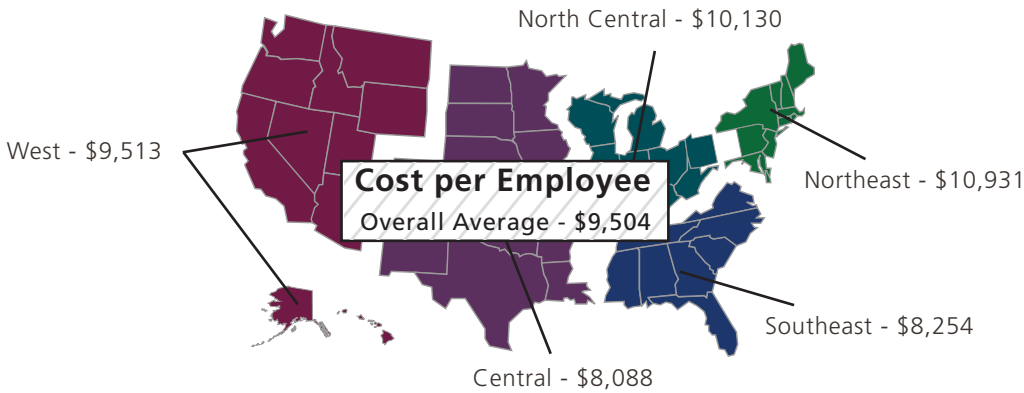 North Central - $10,130
West - $9,513
Cost per Employee
Overall Average - $9,504
Northeast - $10,931
Southeast - $8,254
Central - $8,088